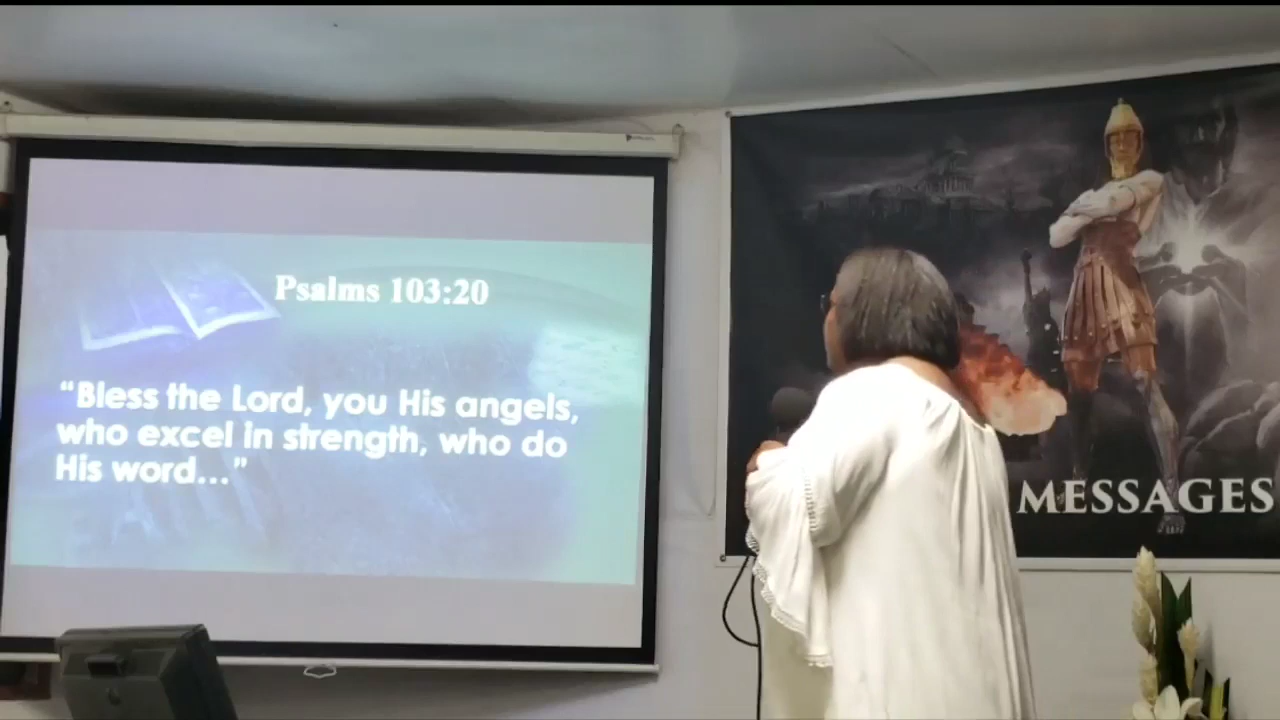 Psalms 103:20
“Bless the Lord, you His angels,
who excel in strength, who do
His word...”
MESSAGES